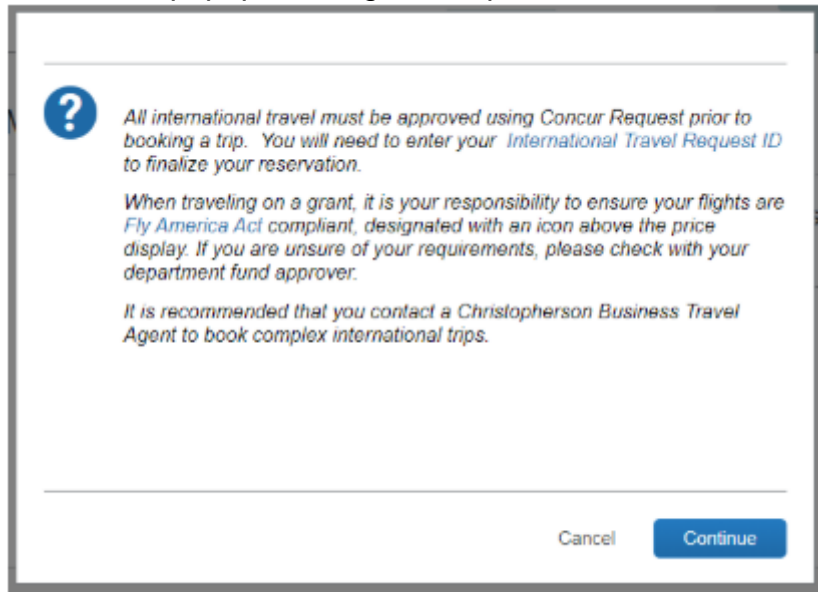 ?
All international travel must be approved using Concur Request prior to
booking a trip. You will need to enter your International Travel Request ID
to finalize your reservation.
When traveling on a grant, it is your responsibility to ensure your flights are
Fly America Act compliant, designated with an icon above the price
display. If you are unsure of your requirements, please check with your
department fund approver.
It is recommended that you contact a Christopherson Business Travel
Agent to book complex international trips.
Cancel Continue